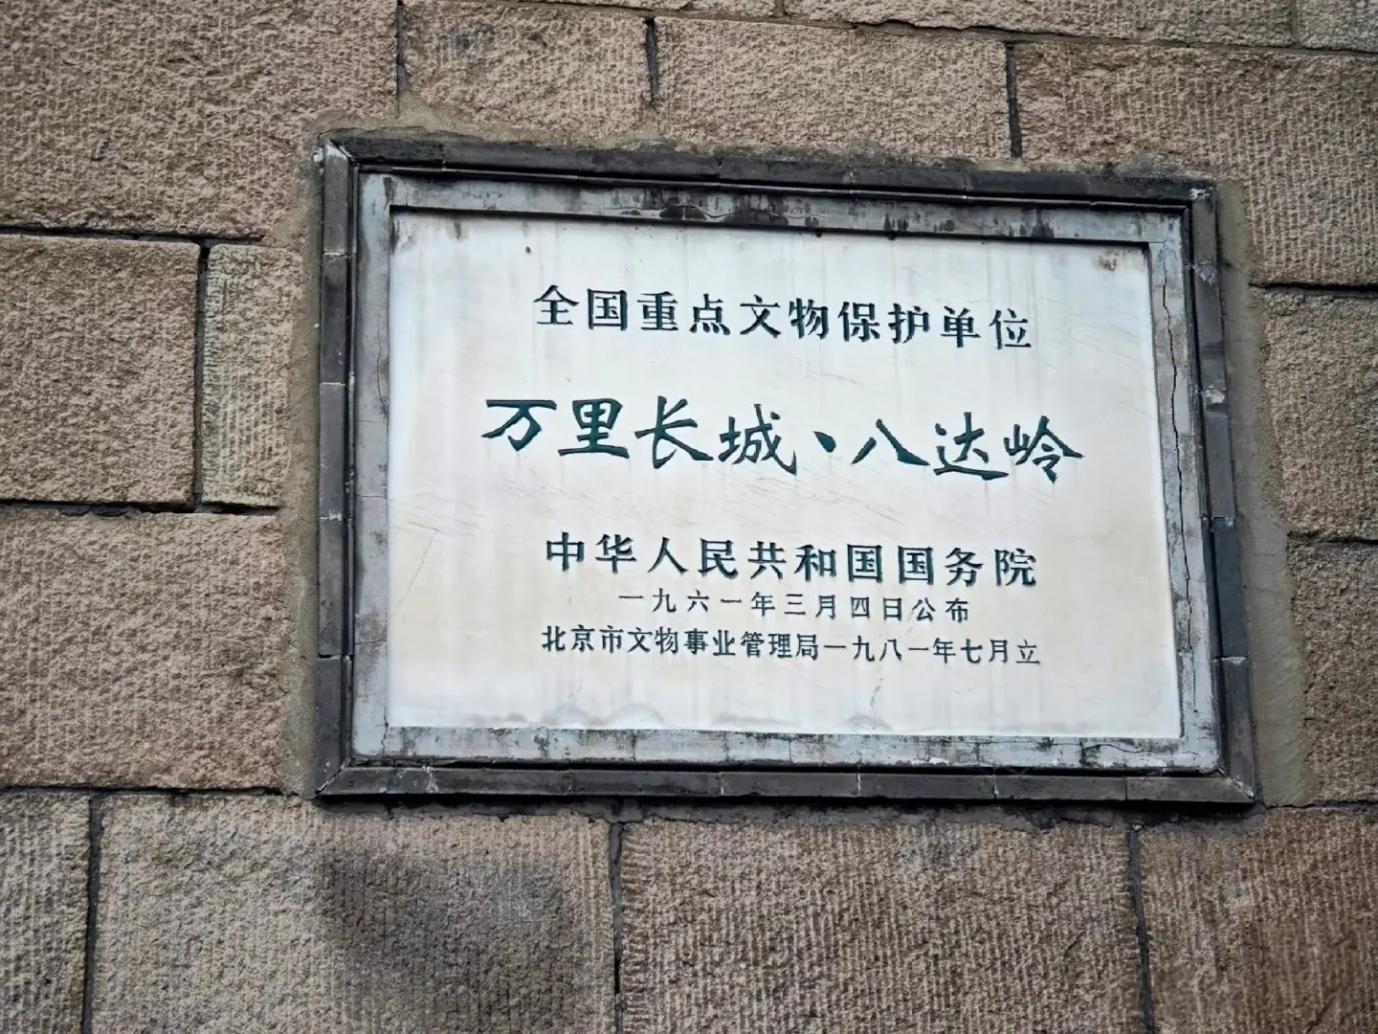 全国重点文物保护单位
万里长城、八达岭
中华人民共和国国务院
一九六一年三月四日公布
北京市文物事业管理局一九八一年七月立